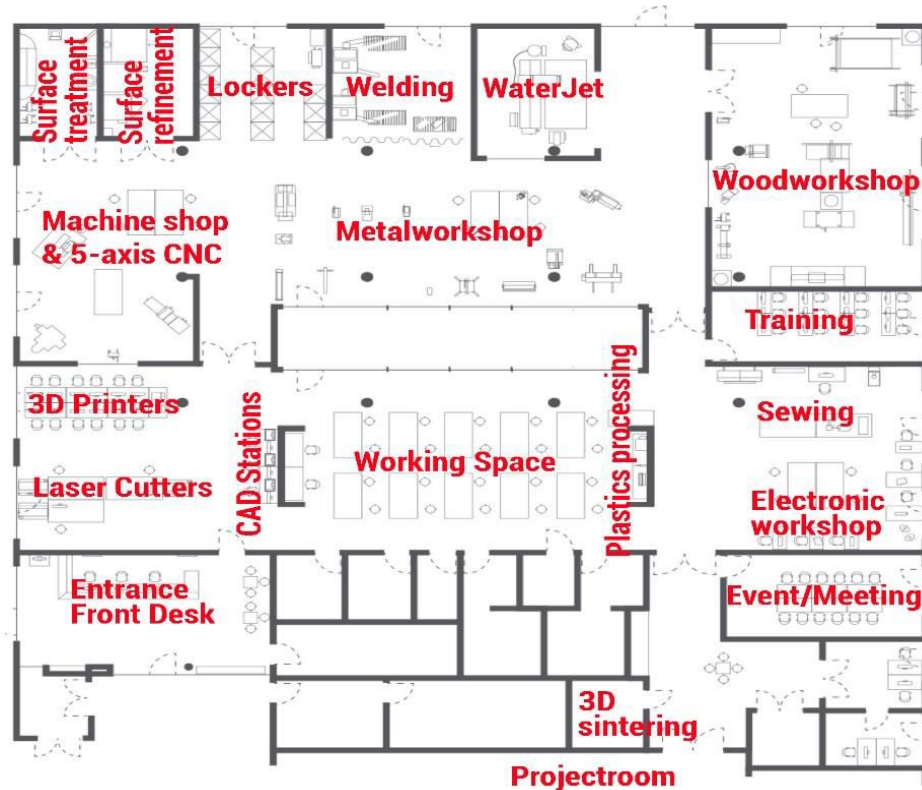 Surface
treatment
Surface
refinement
Lockers
Welding
WaterJet
Woodworkshop
Machine shop
& 5-axis CNC
Metalworkshop
Training
3D Printers
Laser Cutters
CAD Stations
Working Space
Plastics processing
Sewing
Electronic
workshop
Entrance
Front Desk
Event/Meeting
3D
sintering
Projectroom